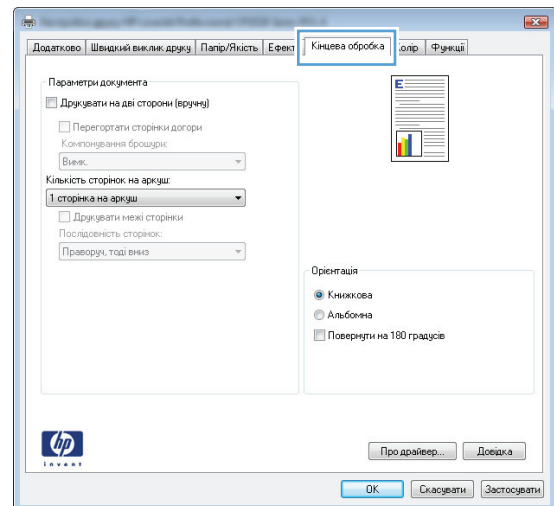 Додатково Швидкий виклик друку Папір/Якість Ефект Кінцева обробка олір Функції
Параметри документа
Друкувати на дві сторони (вручну)
Перегортати сторінки догори
Компонування брошури:
Вимк.
Кількість сторінок на аркуш:
1 сторінка на аркуш
Друкувати межі сторінки
Послідовність сторінок:
Праворуч, тоді вниз
E
Орієнтація
Книжкова
Альбомна
Повернути на 180 градусів
hp
invent
Про драйвер... Довідка
OK Скасувати Застосувати